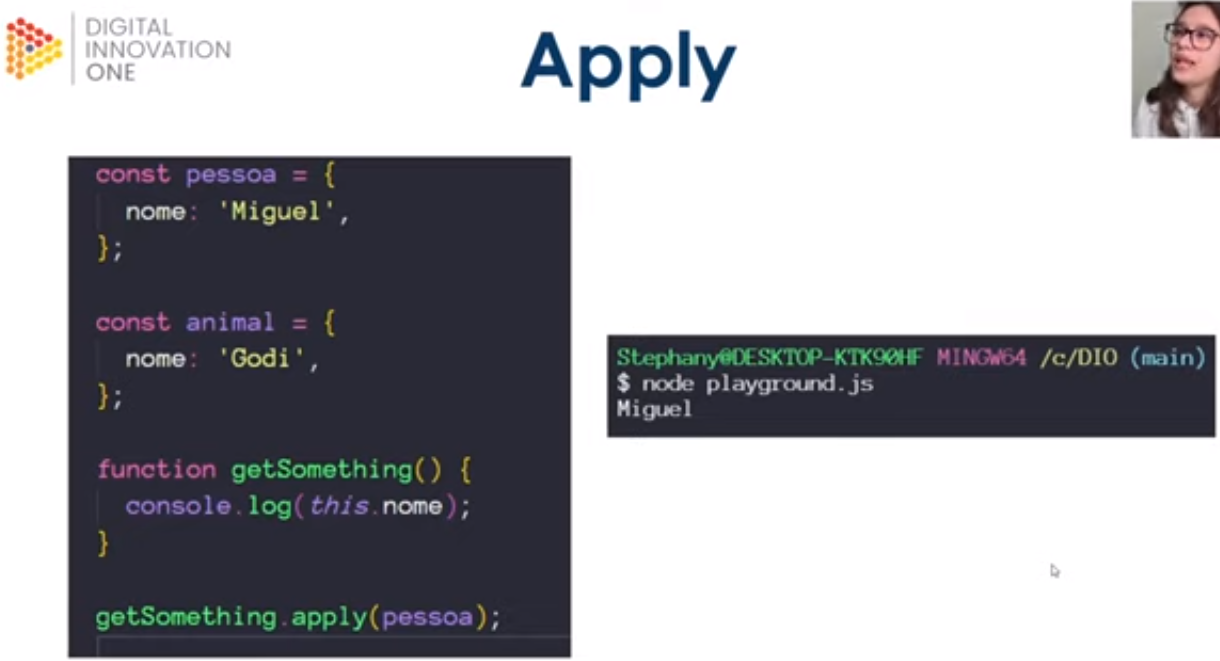 DIGITAL
INNOVATION
ONE
Apply
const pessoa = {
nome: 'Miguel',
};
const animal = {
nome: 'Godi',
};
function getSomething() {
console.log(this.nome);
}
getSomething.apply(pessoa);
Stephany@DESKTOP-KTK90HF MINGW64 /c/DIO (main)
$ node playground.js
Miguel